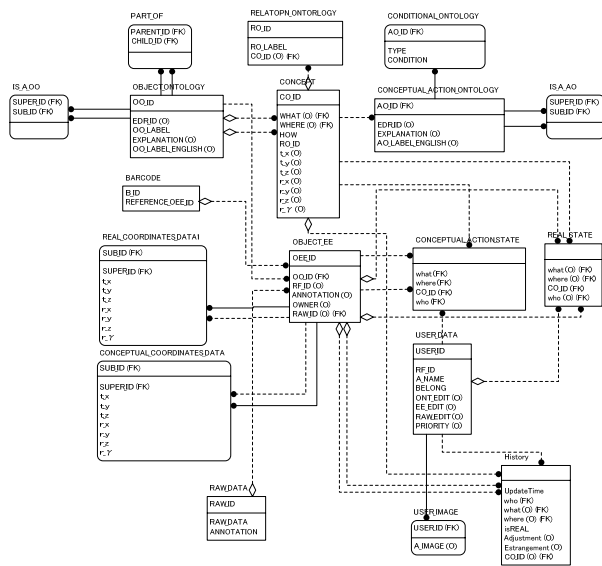 PART_OF
PARENT_ID (FK)
CHILD_ID (FK)
RELATOPN_ONTORLOGY
RO_ID
RO_LABEL
CO_ID (O) (FK)
CONDITIONAL_ONTOLOGY
AO_ID (FK)
TYPE
CONDITION
IS_A_OO
SUPER_ID (FK)
SUB_ID (FK)
OBJECT_ONTOLOGY
OO_ID
EDR_ID (O)
OO_LABEL
EXPLANATION (O)
OO_LABEL_ENGLISH (O)
CONCEPT
CO_ID
WHAT (O) (FK)
WHERE (O) (FK)
HOW
RO_ID
t_x (O)
t_y (O)
t_z (O)
r_x (O)
r_y (O)
r_z (O)
r_γ (O)
CONCEPTUAL_ACTION_ONTOLOGY
AO_ID (FK)
EDR_ID (O)
EXPLANATION (O)
AO_LABEL_ENGLISH (O)
IS_A_AO
SUPER_ID (FK)
SUB_ID (FK)
BARCODE
B_ID
REFERENCE_OEE_ID
REAL_COORDINATES_DATA1
SUB_ID (FK)
SUPER_ID (FK)
t_x
t_y
t_z
r_x
r_y
r_z
r_γ
OBJECT_EE
OEE_ID
OO_ID (FK)
RF_ID (O)
ANNOTATION (O)
OWNER (O)
RAW_ID (O) (FK)
CONCEPTUAL_ACTION_STATE
what (FK)
where (FK)
CO_ID (FK)
who (FK)
REAL_STATE
what (O) (FK)
where (O) (FK)
CO_ID (FK)
who (O) (FK)
CONCEPTUAL_COORDINATES_DATA
SUB_ID (FK)
SUPER_ID (FK)
t_x
t_y
t_z
r_x
r_y
r_z
r_γ
USER_DATA
USER_ID
RF_ID
A_NAME
BELONG
ONT_EDIT (O)
EE_EDIT (O)
RAW_EDIT (O)
PRIORITY (O)
RAW_DATA
RAW_ID
RAW_DATA
ANNOTATION
USER_IMAGE
USER_ID (FK)
A_IMAGE (O)
History
UpdateTime
who (FK)
what (O) (FK)
where (O) (FK)
isREAL
Adjustment (O)
Estrangement (O)
CO_ID (O) (FK)